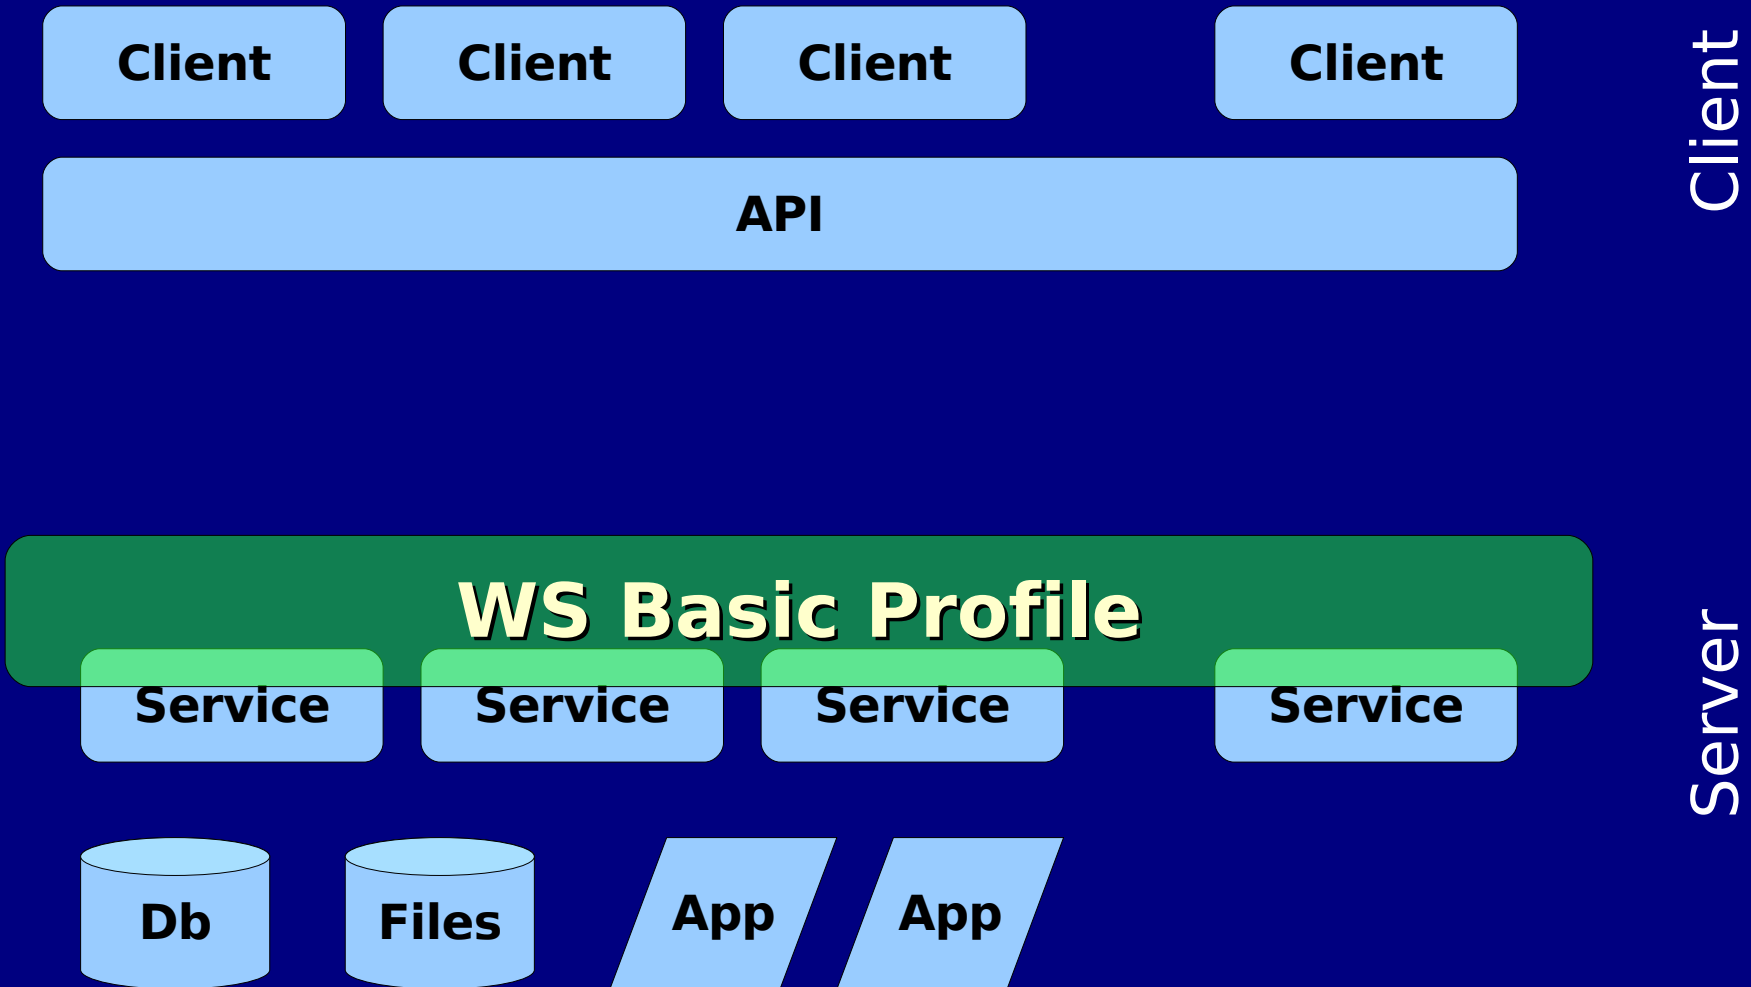 Client
Client
Client
Client
Client
API
WS Basic Profile
Service
Service
Service
Service
Server
Db
Files
App
App